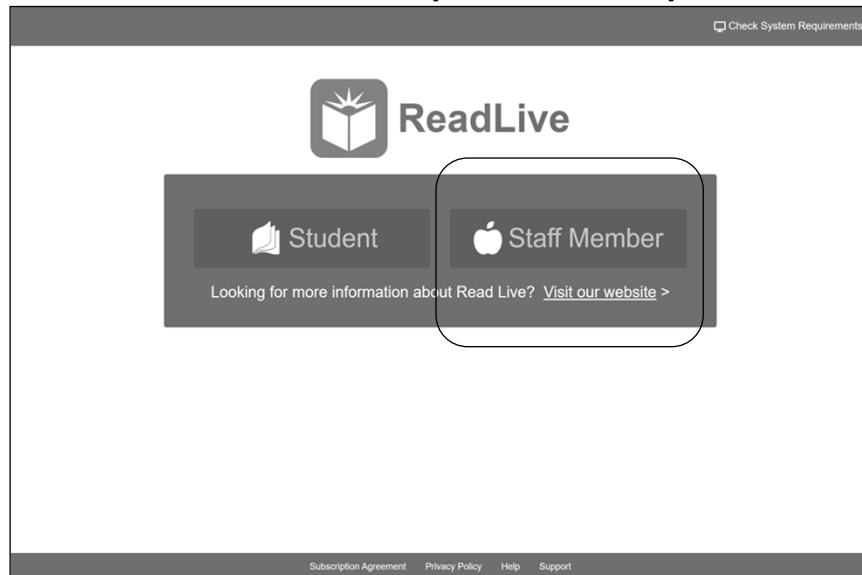 Check System Requirements
ReadLive
Student
Staff Member
Looking for more information about Read Live? Visit our website >
Subscription Agreement Privacy Policy Help Support